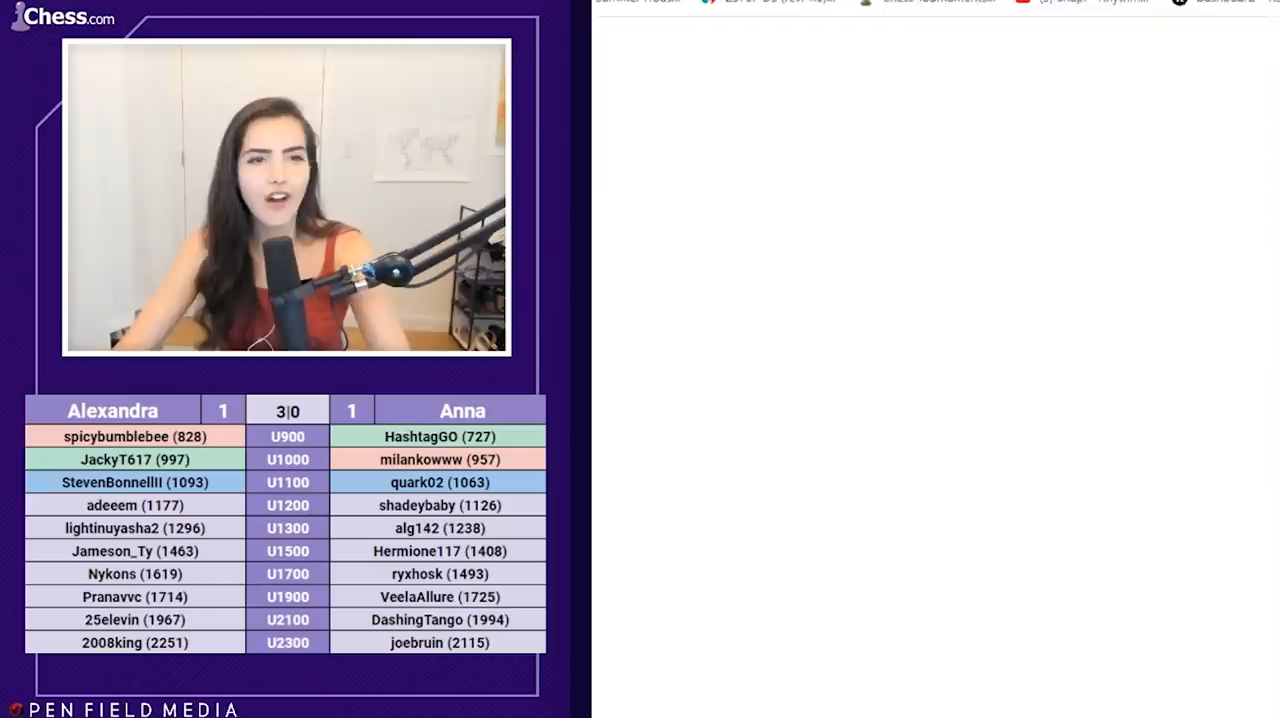 Chess.com
Alexandra 1 3|0 1 Anna
spicybumblebee (828) U900 HashtagGO (727)
JackyT617 (997) U1000 milankowww (957)
StevenBonnellII (1093) U1100 quark02 (1063)
adeeem (1177) U1200 shadeybaby (1126)
lightinuyasha2 (1296) U1300 alg142 (1238)
Jameson_Ty (1463) U1500 Hermione117 (1408)
Nykons (1619) U1700 ryxhosk (1493)
Pranavvc (1714) U1900 VeelaAllure (1725)
25elevin (1967) U2100 DashingTango (1994)
2008king (2251) U2300 joebruin (2115)
PEN FIELD MEDIA